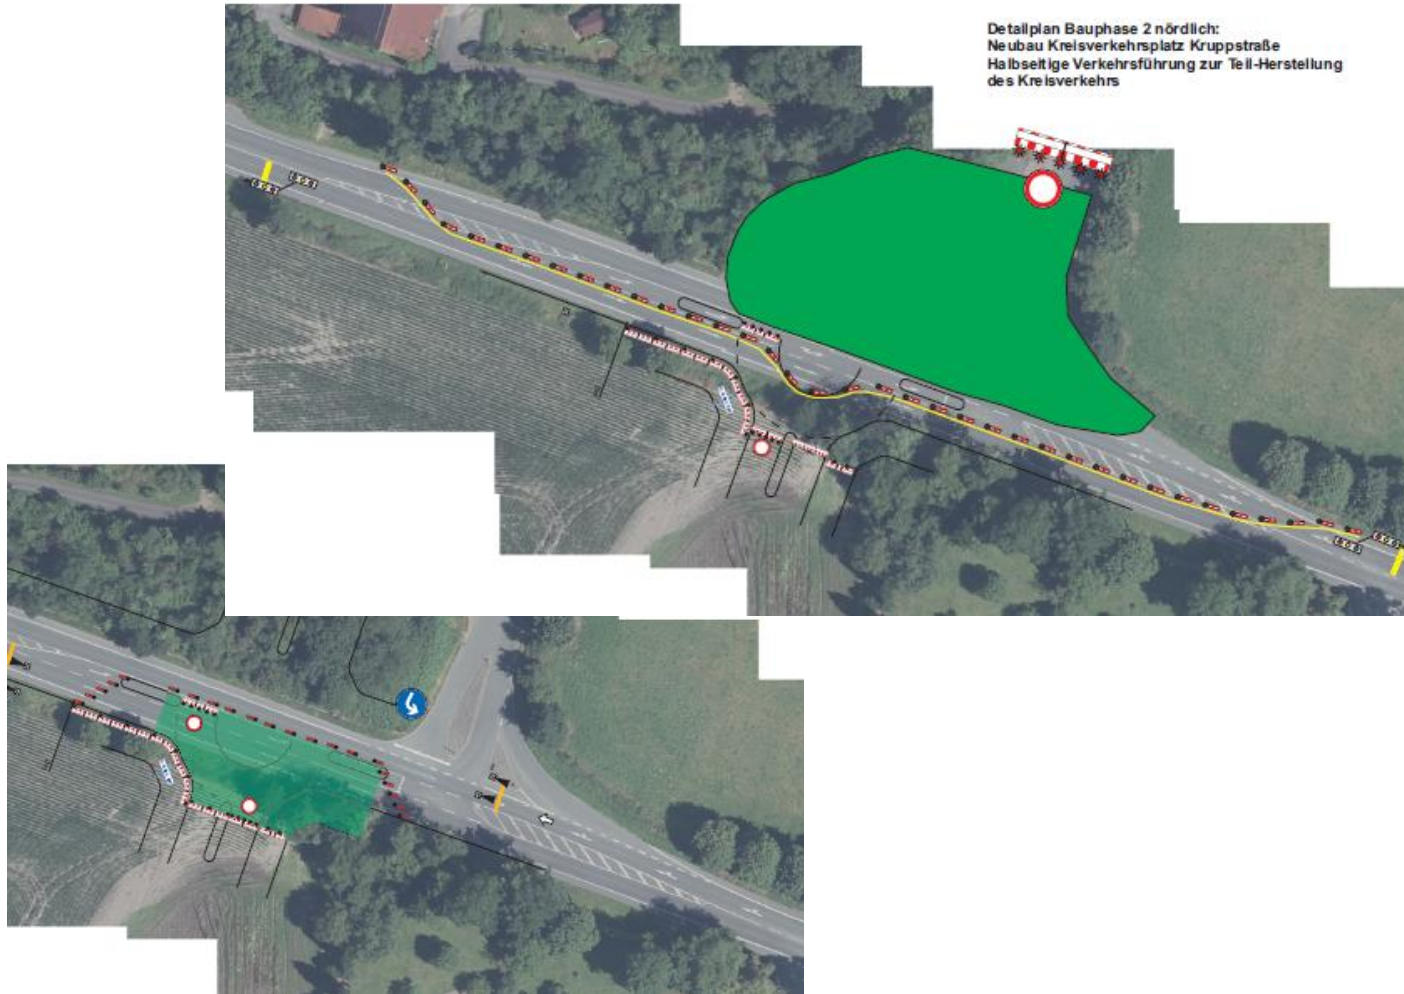 Detailplan Bauphase 2 nördlich:
Neubau Kreisverkehrsplatz Kruppstraße
Halbseitige Verkehrsführung zur Teil-Herstellung
des Kreisverkehrs